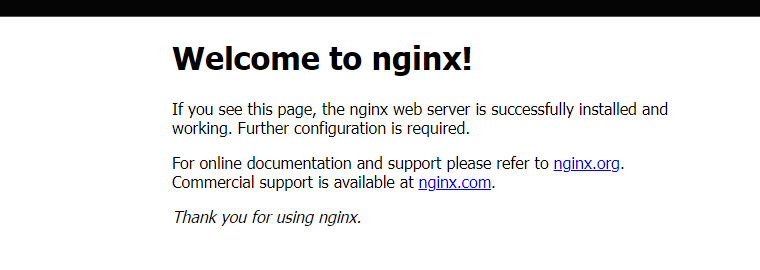 Welcome to nginx!
If you see this page, the nginx web server is successfully installed and
working. Further configuration is required.
For online documentation and support please refer to nginx.org.
Commercial support is available at nginx.com.
Thank you for using nginx.